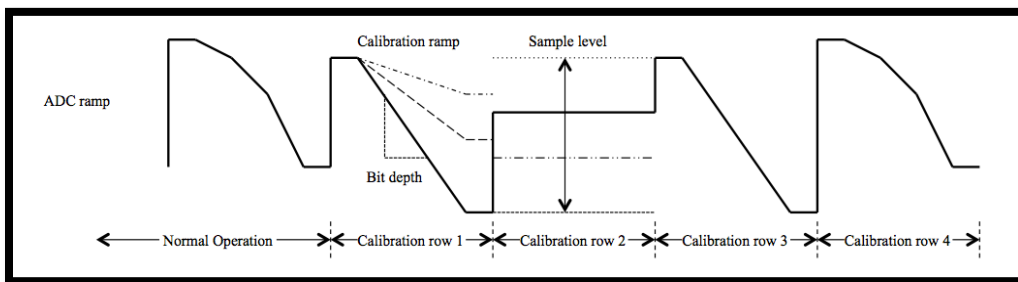 Calibration ramp
Sample level
ADC ramp
Bit depth
Normal Operation
Calibration row 1
Calibration row 2
Calibration row 3
Calibration row 4